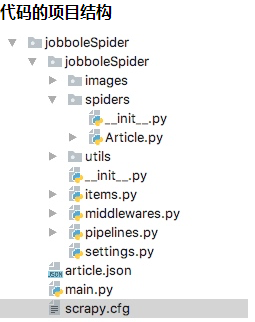 代码的项目结构
jobboleSpider
jobboleSpider
images
spiders
__init__.py
Article.py
utils
__init__.py
items.py
middlewares.py
pipelines.py
settings.py
article.json
main.py
scrapy.cfg